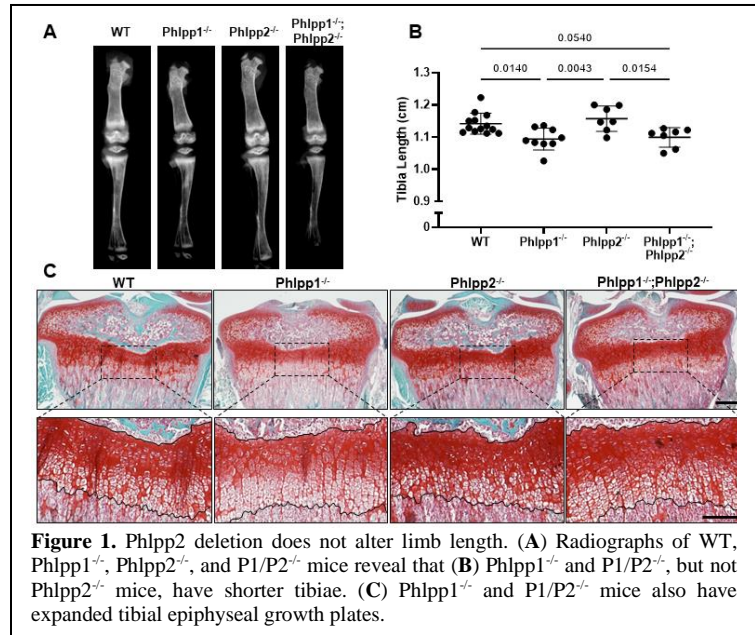 A
WT
Phlpp1-/-
Phlpp2-/-
Phlpp1-/-;
Phlpp2-/-
B
0.0540
0.0140
0.0043
0.0154
Tibia Length (cm)
1.3
1.2
1.1
1.0
0.9
0
WT
Phlpp1-/-
Phlpp2-/-
Phlpp1-/-;
Phlpp2-/-
C
WT
Phlpp1-/-
Phlpp2-/-
Phlpp1-/-;Phlpp2-/-
Figure 1. Phlpp2 deletion does not alter limb length. (A) Radiographs of WT,
Phlpp1-/-, Phlpp2-/-, and P1/P2-/- mice reveal that (B) Phlpp1-/- and P1/P2-/-, but not
Phlpp2-/- mice, have shorter tibiae. (C) Phlpp1-/- and P1/P2-/- mice also have
expanded tibial epiphyseal growth plates.